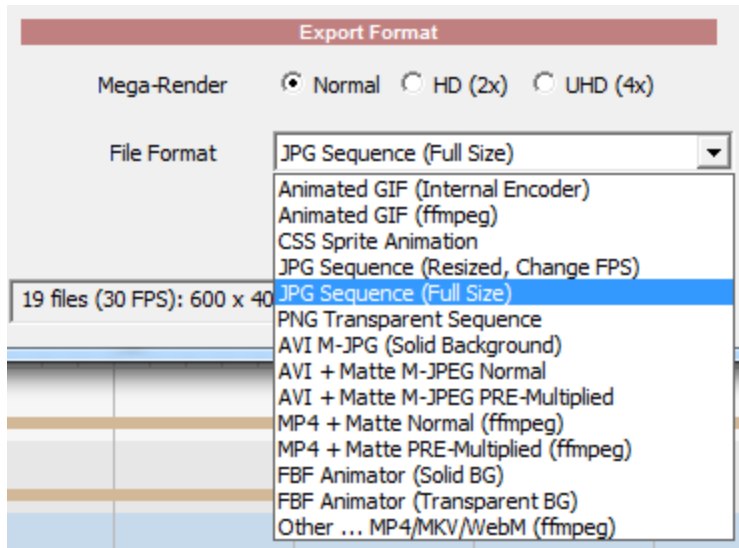 Export Format
Mega-Render Normal HD (2x) UHD (4x)
File Format JPG Sequence (Full Size)
Animated GIF (Internal Encoder)
Animated GIF (ffmpeg)
CSS Sprite Animation
JPG Sequence (Resized, Change FPS)
19 files (30 FPS): 600 x 40 JPG Sequence (Full Size)
PNG Transparent Sequence
AVI M-JPG (Solid Background)
AVI + Matte M-JPEG Normal
AVI + Matte M-JPEG PRE-Multiplied
MP4 + Matte Normal (ffmpeg)
MP4 + Matte PRE-Multiplied (ffmpeg)
FBF Animator (Solid BG)
FBF Animator (Transparent BG)
Other ... MP4/MKV/WebM (ffmpeg)